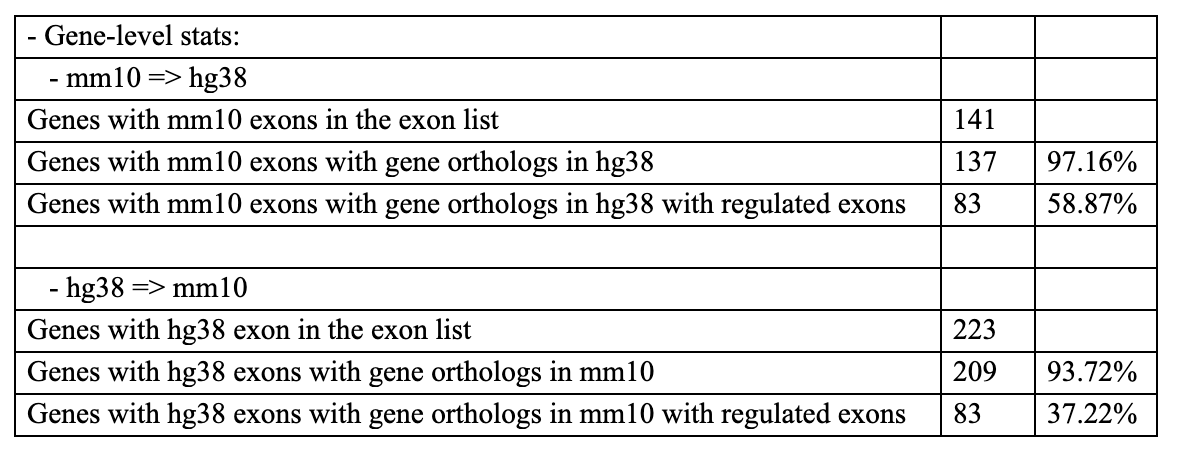 - Gene-level stats:
- mm10 => hg38
Genes with mm10 exons in the exon list 141
Genes with mm10 exons with gene orthologs in hg38 137 97.16%
Genes with mm10 exons with gene orthologs in hg38 with regulated exons 83 58.87%
- hg38 => mm10
Genes with hg38 exon in the exon list 223
Genes with hg38 exons with gene orthologs in mm10 209 93.72%
Genes with hg38 exons with gene orthologs in mm10 with regulated exons 83 37.22%